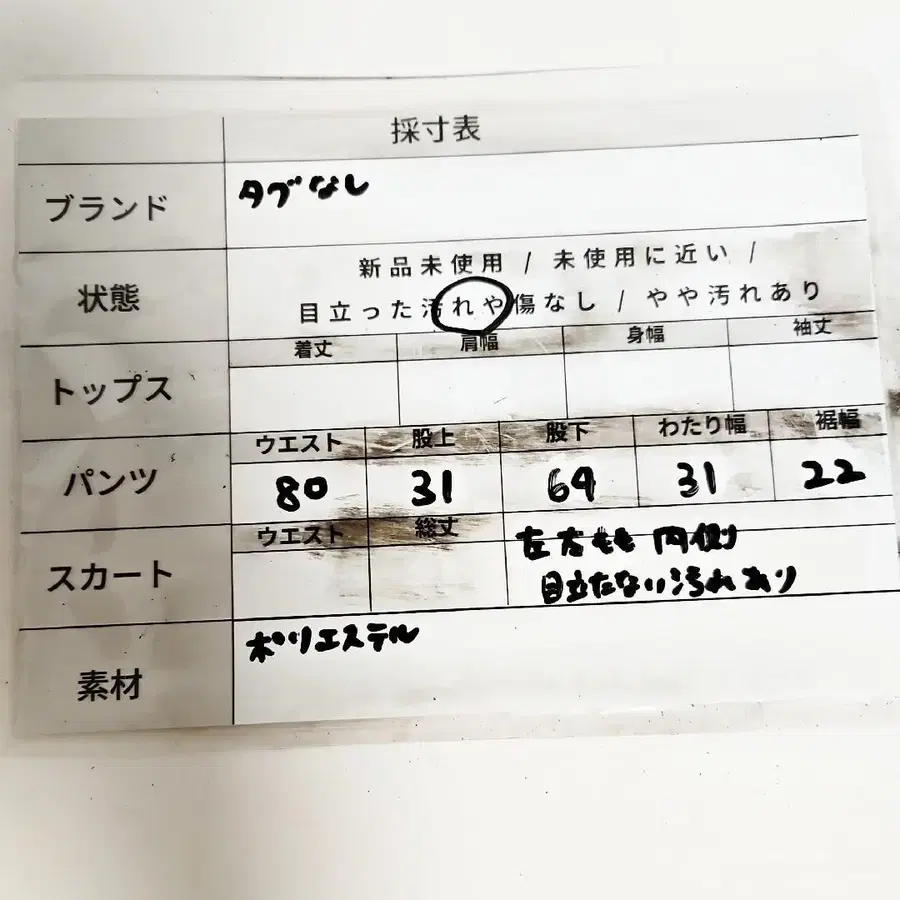 採寸表
ブランド タブなし
状態 新品未使用 / 未使用に近い /
目立った汚れや傷なし / やや汚れあり
着丈 肩幅 身幅 袖丈
トップス
ウエスト 股上 股下 わたり幅 裾幅
パンツ 80 31 64 31 22
ウエスト 総丈 左右もも 内側
スカート 目立たない汚れあり
素材 ポリエステル